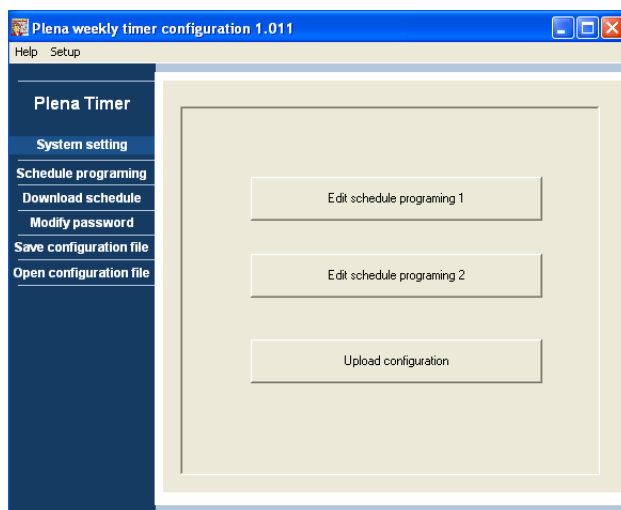 Plena weekly timer configuration 1.011
Help Setup
Plena Timer
System setting
Schedule programing
Download schedule
Modify password
Save configuration file
Open configuration file
Edit schedule programing 1
Edit schedule programing 2
Upload configuration